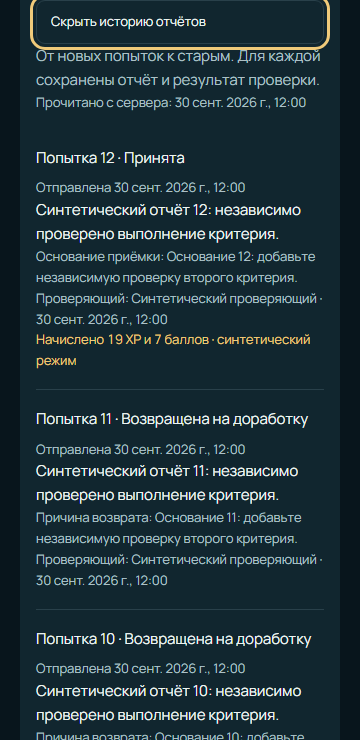 Скрыть историю отчётов
От новых попыток к старым. Для каждой
сохранены отчёт и результат проверки.
Прочитано с сервера: 30 сент. 2026 г., 12:00
Попытка 12 · Принята
Отправлена 30 сент. 2026 г., 12:00
Синтетический отчёт 12: независимо
проверено выполнение критерия.
Основание приёмки: Основание 12: добавьте
независимую проверку второго критерия.
Проверяющий: Синтетический проверяющий ·
30 сент. 2026 г., 12:00
Начислено 19 XP и 7 баллов · синтетический
режим
Попытка 11 · Возвращена на доработку
Отправлена 30 сент. 2026 г., 12:00
Синтетический отчёт 11: независимо
проверено выполнение критерия.
Причина возврата: Основание 11: добавьте
независимую проверку второго критерия.
Проверяющий: Синтетический проверяющий ·
30 сент. 2026 г., 12:00
Попытка 10 · Возвращена на доработку
Отправлена 30 сент. 2026 г., 12:00
Синтетический отчёт 10: независимо
проверено выполнение критерия.
Причина возврата: Основание 10: добавьте